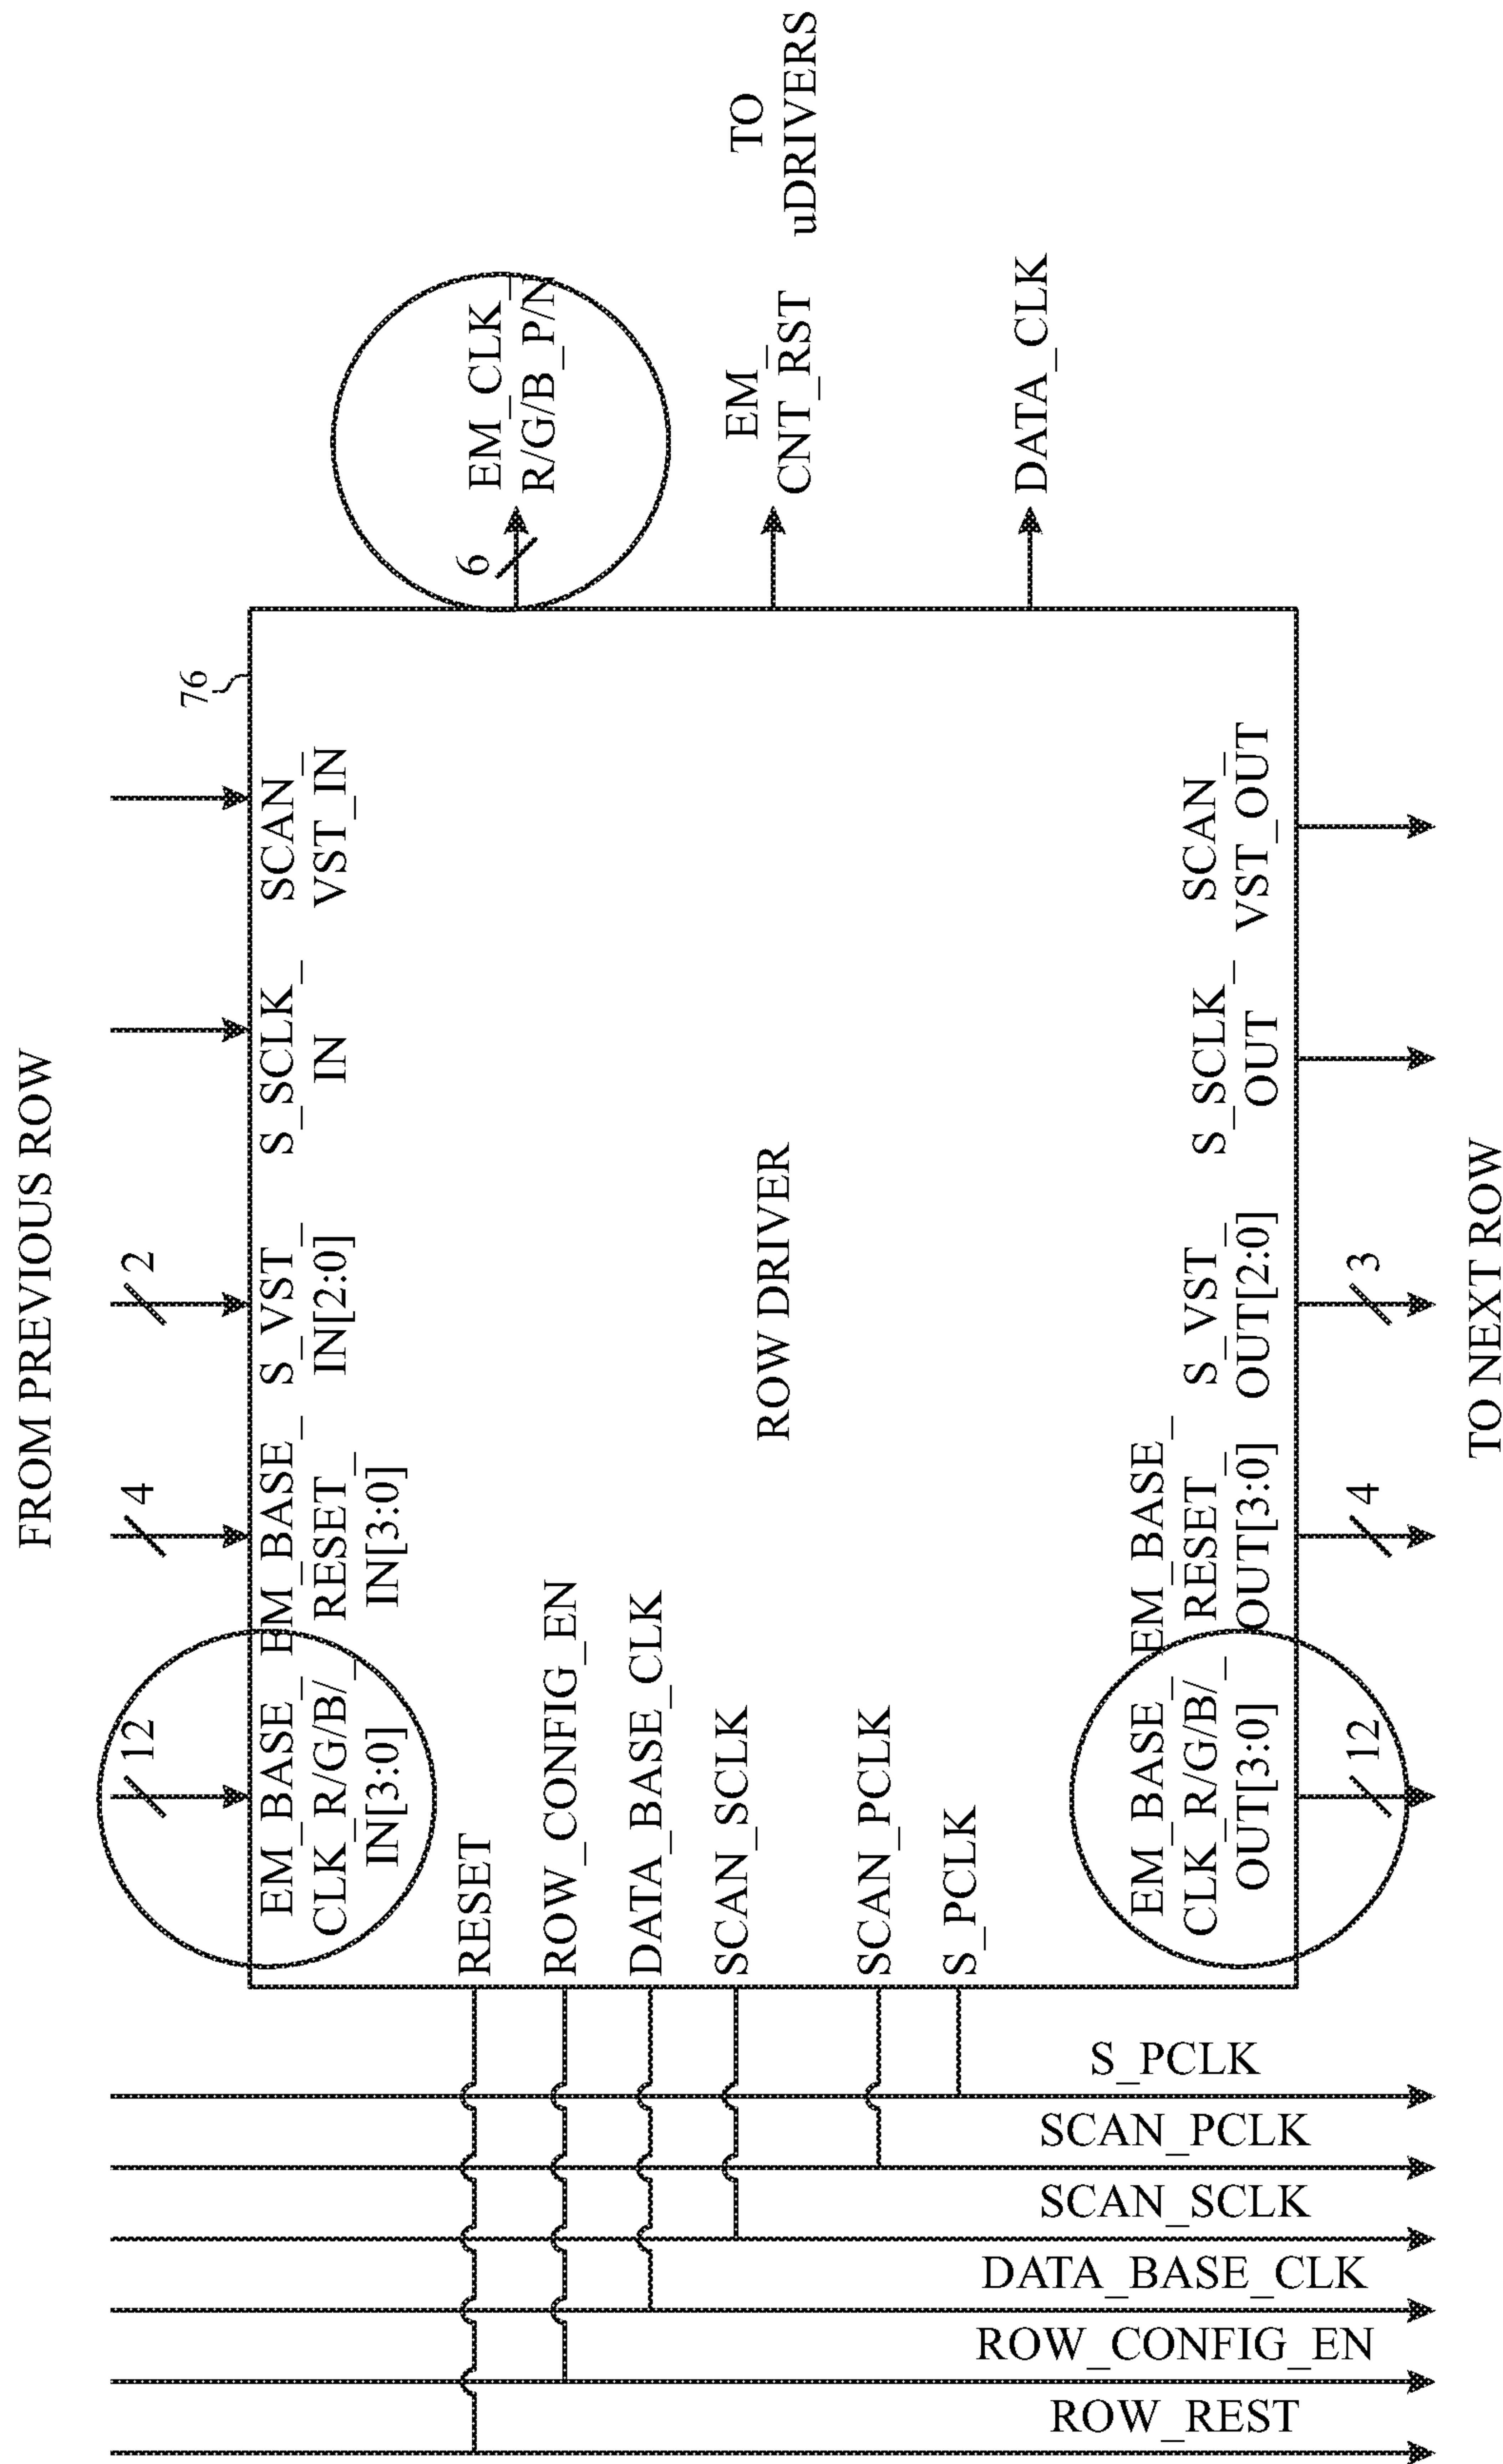 FROM PREVIOUS ROW
12
4
2
76
EM_BASE_
CLK_R/G/B/_
IN[3:0]
EM_BASE_
RESET_
IN[3:0]
S_VST_
IN[2:0]
S_SCLK_
IN
SCAN_
VST_IN
RESET
ROW_CONFIG_EN
DATA_BASE_CLK
SCAN_SCLK
SCAN_PCLK
S_PCLK
ROW DRIVER
6
EM_CLK_
R/G/B_P/N
EM_
CNT_RST
TO
uDRIVERS
DATA_CLK
EM_BASE_
CLK_R/G/B/_
OUT[3:0]
EM_BASE_
RESET_
OUT[3:0]
S_VST_
OUT[2:0]
S_SCLK_
OUT
SCAN_
VST_OUT
12
4
3
TO NEXT ROW
S_PCLK
SCAN_PCLK
SCAN_SCLK
DATA_BASE_CLK
ROW_CONFIG_EN
ROW_REST